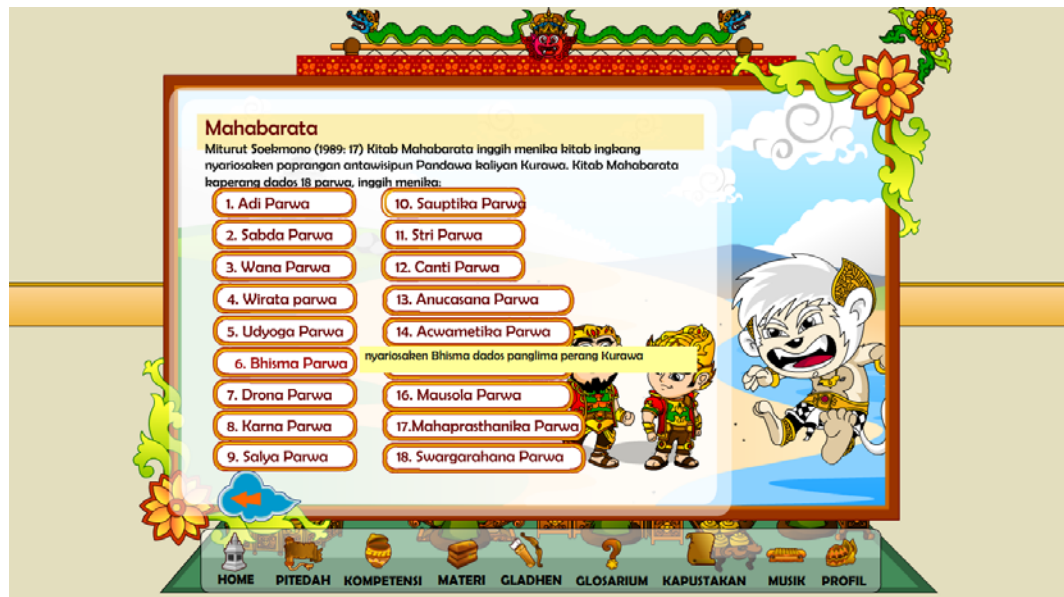 X
Mahabarata
Miturut Soekmono (1989: 17) Kitab Mahabarata inggih menika kitab ingkang
nyariosaken paprangan antawisipun Pandawa kaliyan Kurawa. Kitab Mahabarata
kaperang dados 18 parwa, inggih menika:
1. Adi Parwa
2. Sabda Parwa
3. Wana Parwa
4. Wirata parwa
5. Udyoga Parwa
6. Bhisma Parwa
7. Drona Parwa
8. Karna Parwa
9. Salya Parwa
10. Sauptika Parwa
11. Stri Parwa
12. Canti Parwa
13. Anucasana Parwa
14. Acwametika Parwa
nyariosaken Bhisma dados panglima perang Kurawa
16. Mausola Parwa
17.Mahaprasthanika Parwa
18. Swargarahana Parwa
HOME PITEDAH KOMPETENSI MATERI GLADHEN GLOSARIUM KAPUSTAKAN MUSIK PROFIL